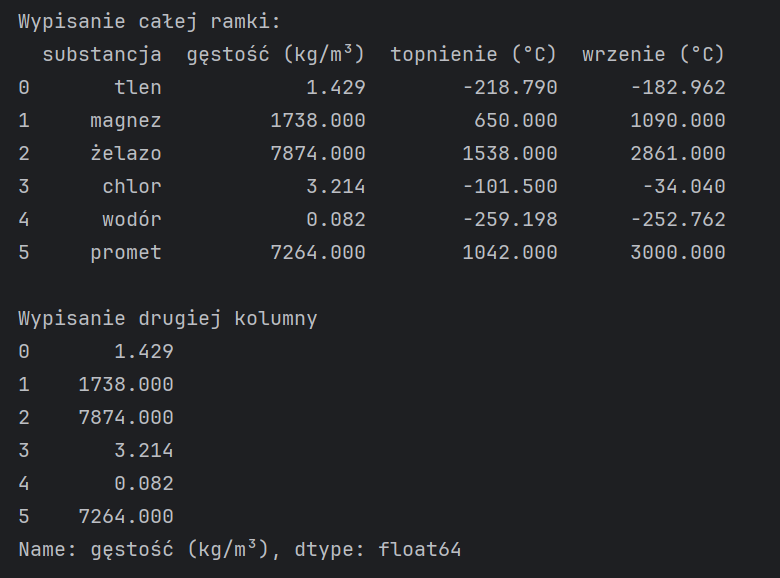 Wypisanie całej ramki:
  substancja  gęstość (kg/m³)  topnienie (°C)  wrzenie (°C)
0       tlen            1.429        -218.790      -182.962
1     magnez         1738.000         650.000      1090.000
2     żelazo         7874.000        1538.000      2861.000
3      chlor            3.214        -101.500       -34.040
4      wodór            0.082        -259.198      -252.762
5     promet         7264.000        1042.000      3000.000

Wypisanie drugiej kolumny
0       1.429
1    1738.000
2    7874.000
3       3.214
4       0.082
5    7264.000
Name: gęstość (kg/m³), dtype: float64